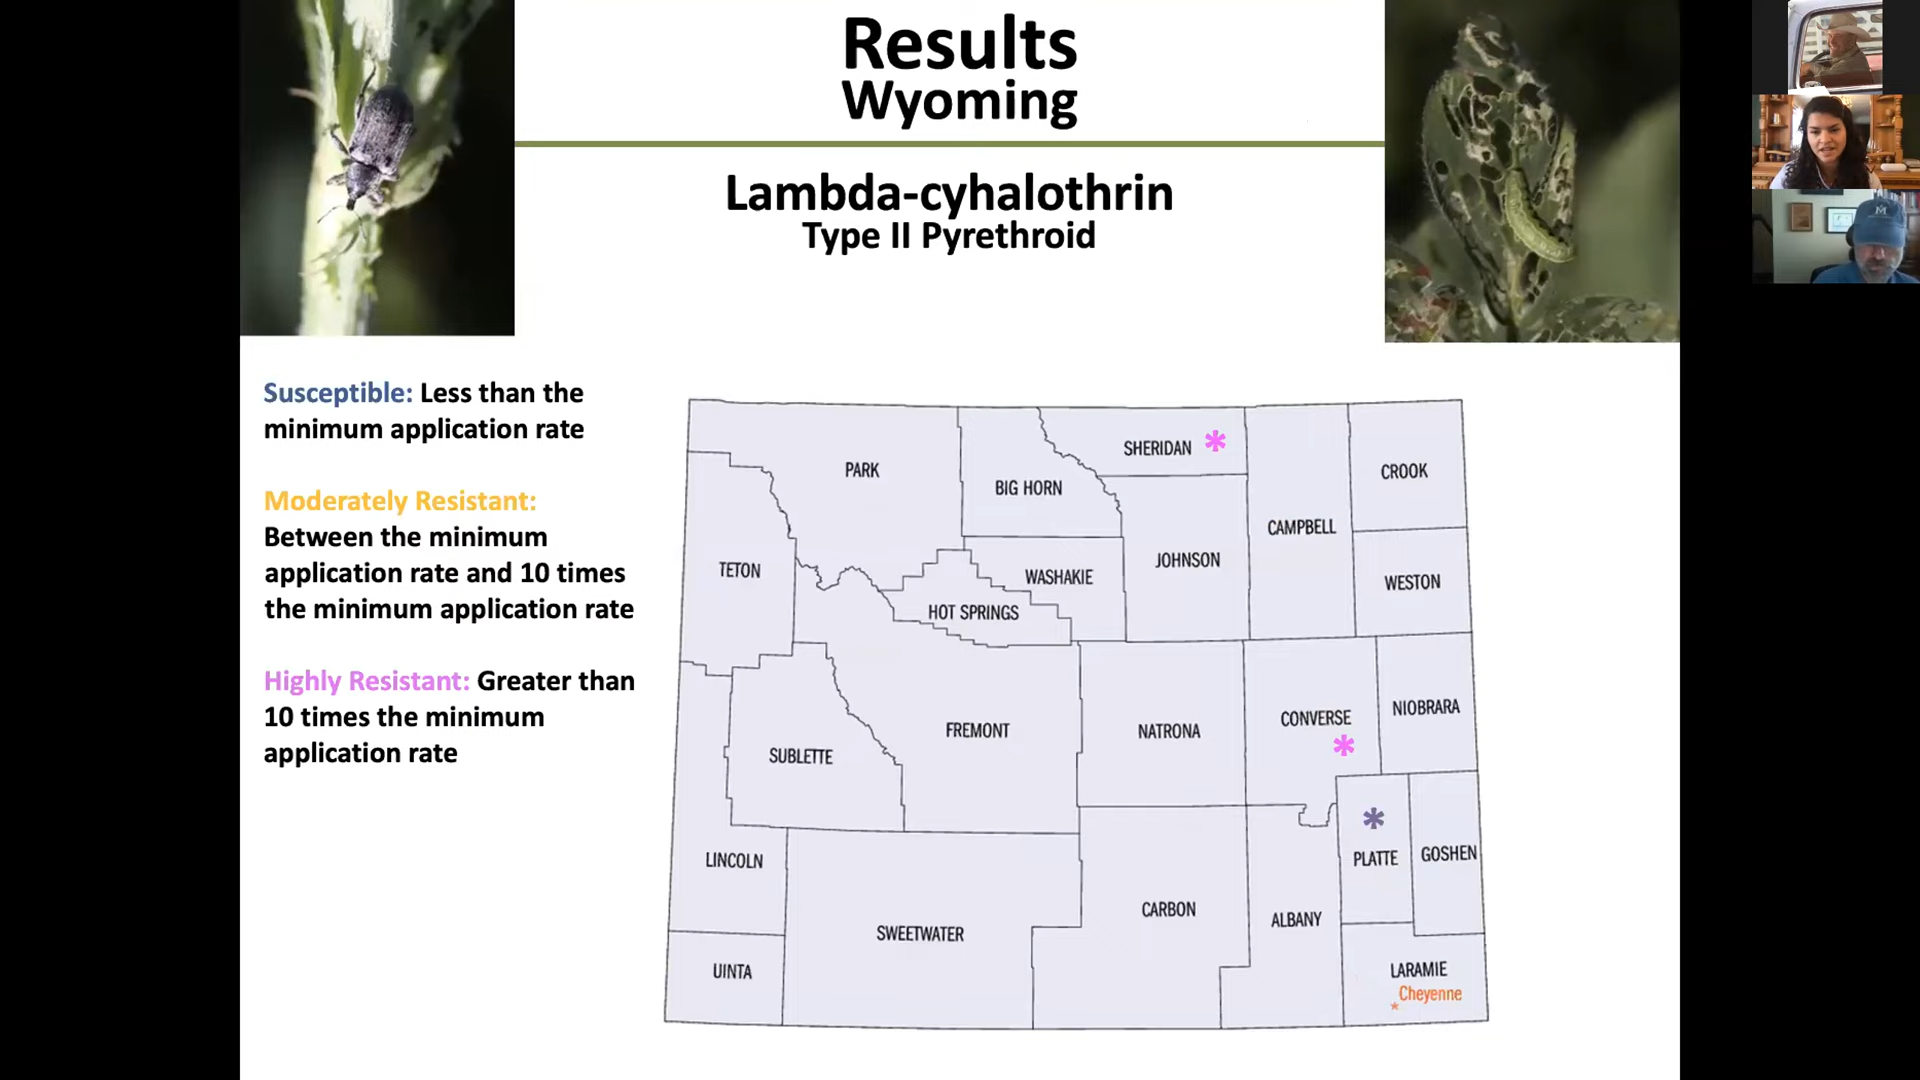 Results
Wyoming
Lambda-cyhalothrin
Type II Pyrethroid
Susceptible: Less than the
minimum application rate
Moderately Resistant:
Between the minimum
application rate and 10 times
the minimum application rate
Highly Resistant: Greater than
10 times the minimum
application rate
SHERIDAN *
PARK
BIG HORN
CROOK
CAMPBELL
JOHNSON
TETON
WASHAKIE
WESTON
HOT SPRINGS
NIOBRARA
CONVERSE
*
FREMONT
NATRONA
SUBLETTE
*
PLATTE
GOSHEN
LINCOLN
CARBON
ALBANY
SWEETWATER
UINTA
LARAMIE
* Cheyenne
M